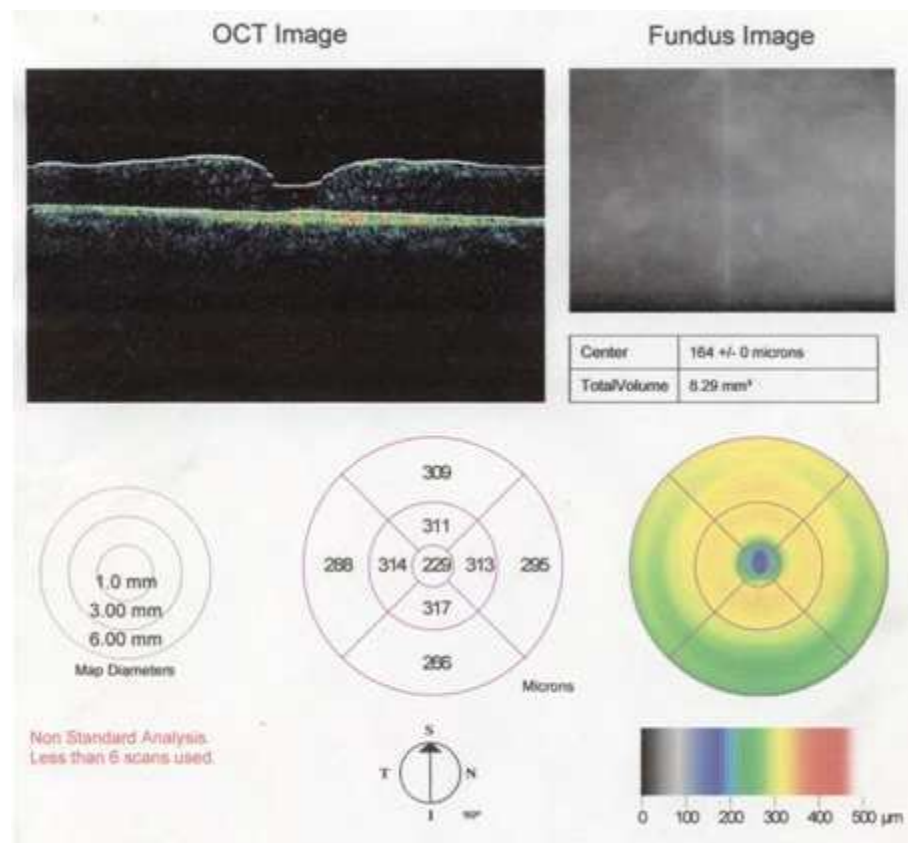 OCT Image
Fundus Image
Center 164 +/- 0 microns
TotalVolume 8.29 mm³
309
311
288 314 229 313 295
317
266
1.0 mm
3.00 mm
6.00 mm
Map Diameters
Microns
Non Standard Analysis.
Less than 6 scans used.
S
T N
I 90°
0 100 200 300 400 500 µm